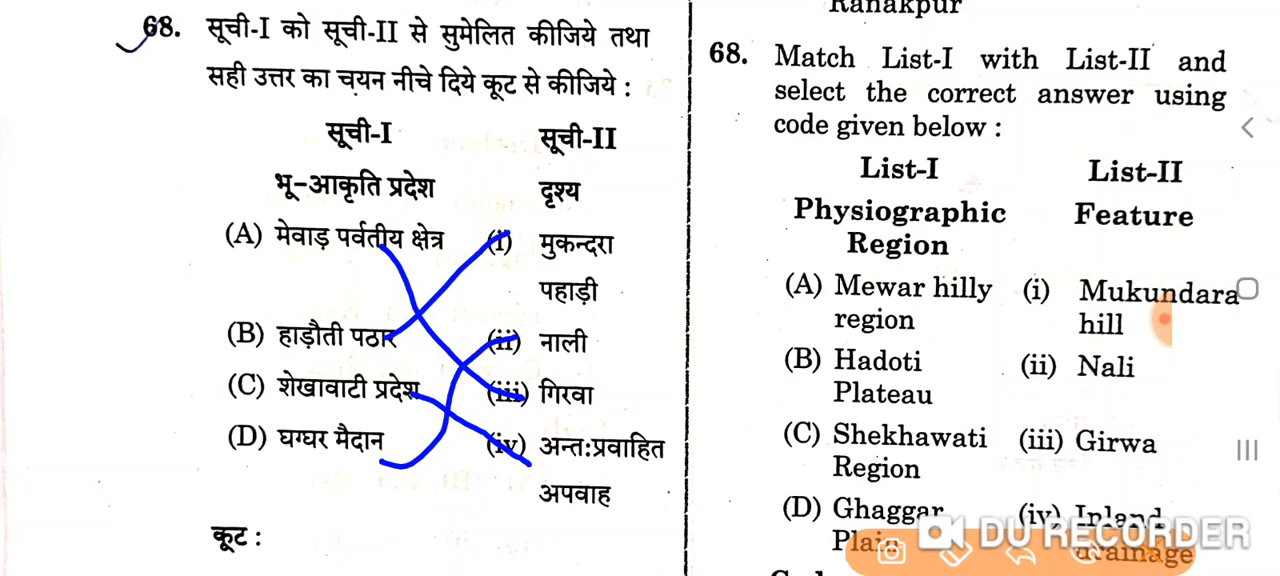 68. सूची-I को सूची-II से सुमेलित कीजिये तथा
सही उत्तर का चयन नीचे दिये कूट से कीजिये :
सूची-I सूची-II
भू-आकृति प्रदेश दृश्य
(A) मेवाड़ पर्वतीय क्षेत्र (i) मुकन्दरा
पहाड़ी
(B) हाड़ौती पठार (ii) नाली
(C) शेखावाटी प्रदेश (iii) गिरवा
(D) घग्घर मैदान (iv) अन्त:प्रवाहित
अपवाह
कूट :
Ranakpur
68. Match List-I with List-II and
select the correct answer using
code given below :
List-I List-II
Physiographic Feature
Region
(A) Mewar hilly (i) Mukundara
region hill
(B) Hadoti (ii) Nali
Plateau
(C) Shekhawati (iii) Girwa
Region
(D) Ghaggar (iv) Inland
Plain drainage
DU RECORDER